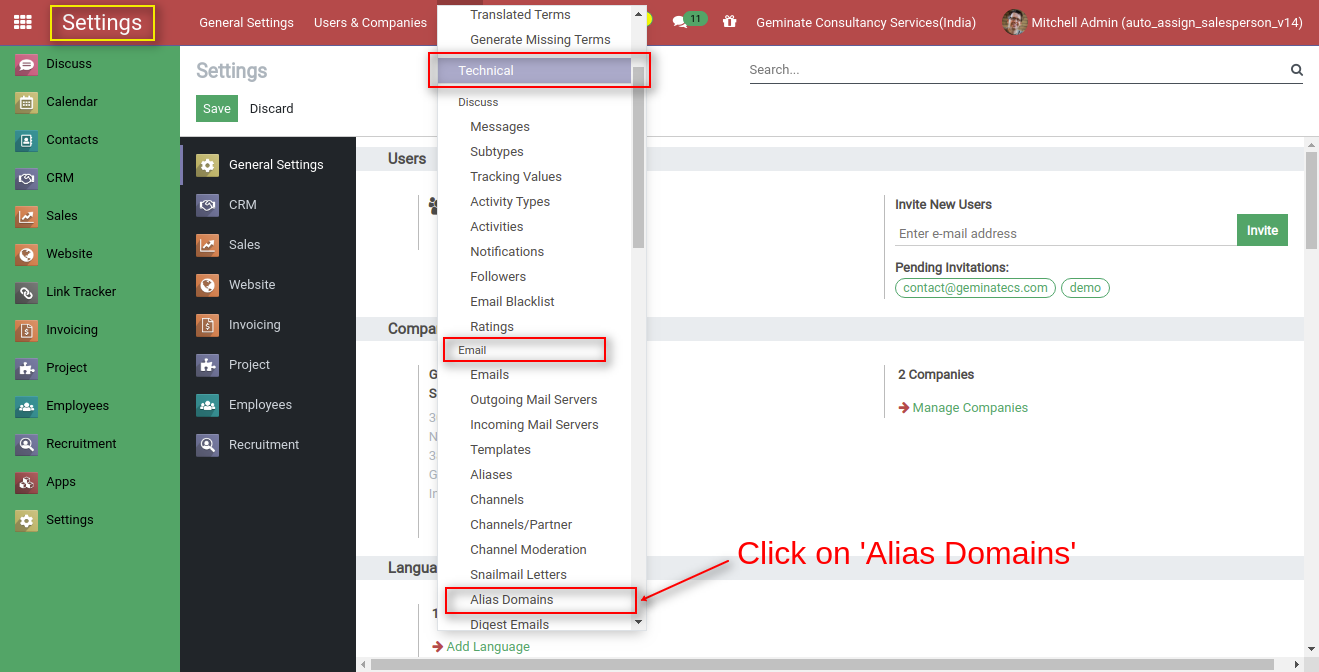 Settings
General Settings
Users & Companies
11
Geminate Consultancy Services(India)
Mitchell Admin (auto_assign_salesperson_v14)
Discuss
Calendar
Contacts
CRM
Sales
Website
Link Tracker
Invoicing
Project
Employees
Recruitment
Apps
Settings
Settings
Search...
Save
Discard
General Settings
CRM
Sales
Website
Invoicing
Project
Employees
Recruitment
Translated Terms
Generate Missing Terms
Technical
Discuss
Messages
Subtypes
Tracking Values
Activity Types
Activities
Notifications
Followers
Email Blacklist
Ratings
Email
Emails
Outgoing Mail Servers
Incoming Mail Servers
Templates
Aliases
Channels
Channels/Partner
Channel Moderation
Snailmail Letters
Alias Domains
Digest Emails
Users
Invite New Users
Enter e-mail address
Invite
Pending Invitations:
contact@geminatecs.com
demo
2 Companies
Manage Companies
Click on 'Alias Domains'
1
Add Language